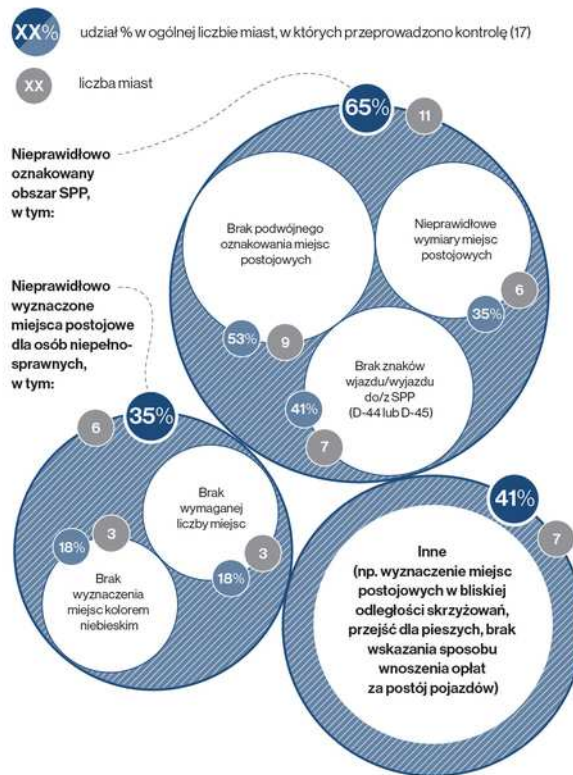 XX%
udział % w ogólnej liczbie miast, w których przeprowadzono kontrolę (17)
XX
liczba miast
65%
11
Nieprawidłowo
oznakowany
obszar SPP,
w tym:
Brak podwójnego
oznakowania miejsc
postojowych
53%
9
Nieprawidłowe
wymiary miejsc
postojowych
35%
6
Brak znaków
wjazdu/wyjazdu
do/z SPP
(D-44 lub D-45)
41%
7
Nieprawidłowo
wyznaczone
miejsca postojowe
dla osób niepełno-
sprawnych,
w tym:
6
35%
Brak
wymaganej
liczby miejsc
18%
3
18%
3
Brak
wyznaczenia
miejsc kolorem
niebieskim
41%
7
Inne
(np. wyznaczenie miejsc
postojowych w bliskiej
odległości skrzyżowań,
przejść dla pieszych, brak
wskazania sposobu
wnoszenia opłat
za postój pojazdów)